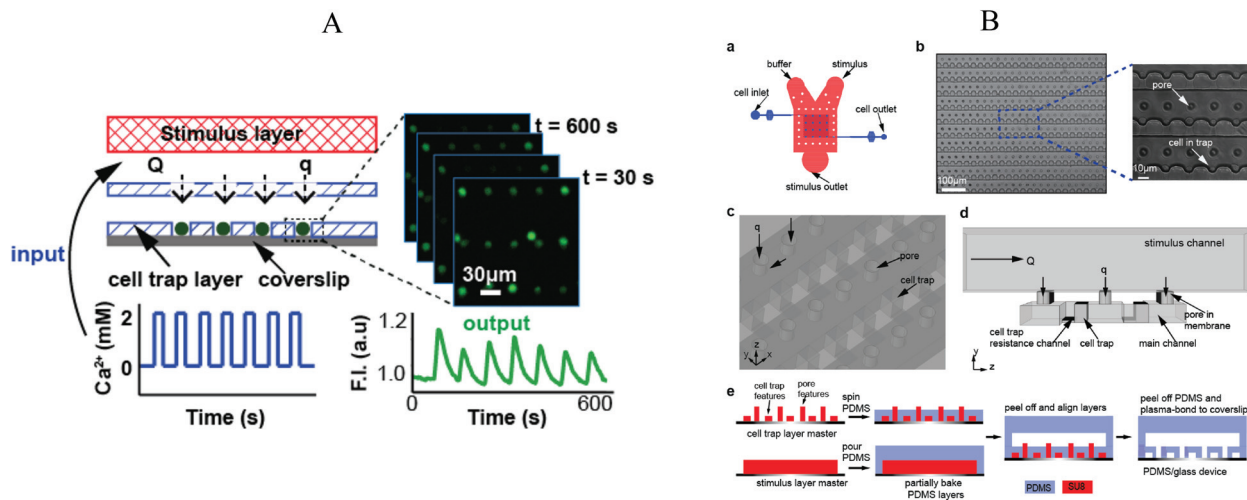 A
B
Stimulus layer
Q
q
input
cell trap layer
coverslip
t = 600 s
t = 30 s
30µm
Ca²⁺ (mM)
2
0
Time (s)
output
F.I. (a.u)
1.2
1.0
0
600
Time (s)
a
buffer
stimulus
cell inlet
cell outlet
stimulus outlet
b
100µm
pore
cell in trap
10µm
c
q
pore
cell trap
z
y
x
d
stimulus channel
Q
q
cell trap
resistance channel
cell trap
main channel
pore in
membrane
y
z
e
cell trap
features
pore
features
cell trap layer master
spin
PDMS
stimulus layer master
pour
PDMS
partially bake
PDMS layers
peel off and align layers
PDMS
SU8
peel off PDMS and
plasma-bond to coverslip
PDMS/glass device